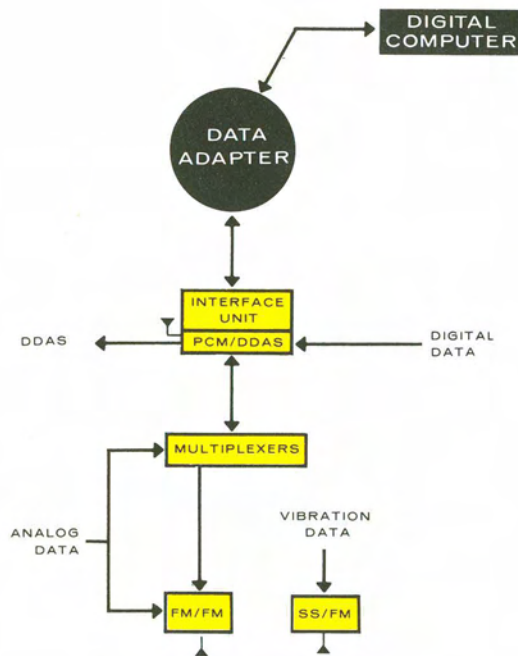 DIGITAL
COMPUTER
DATA
ADAPTER
INTERFACE
UNIT
DDAS
PCM/DDAS
DIGITAL
DATA
MULTIPLEXERS
ANALOG
DATA
VIBRATION
DATA
FM/FM
SS/FM